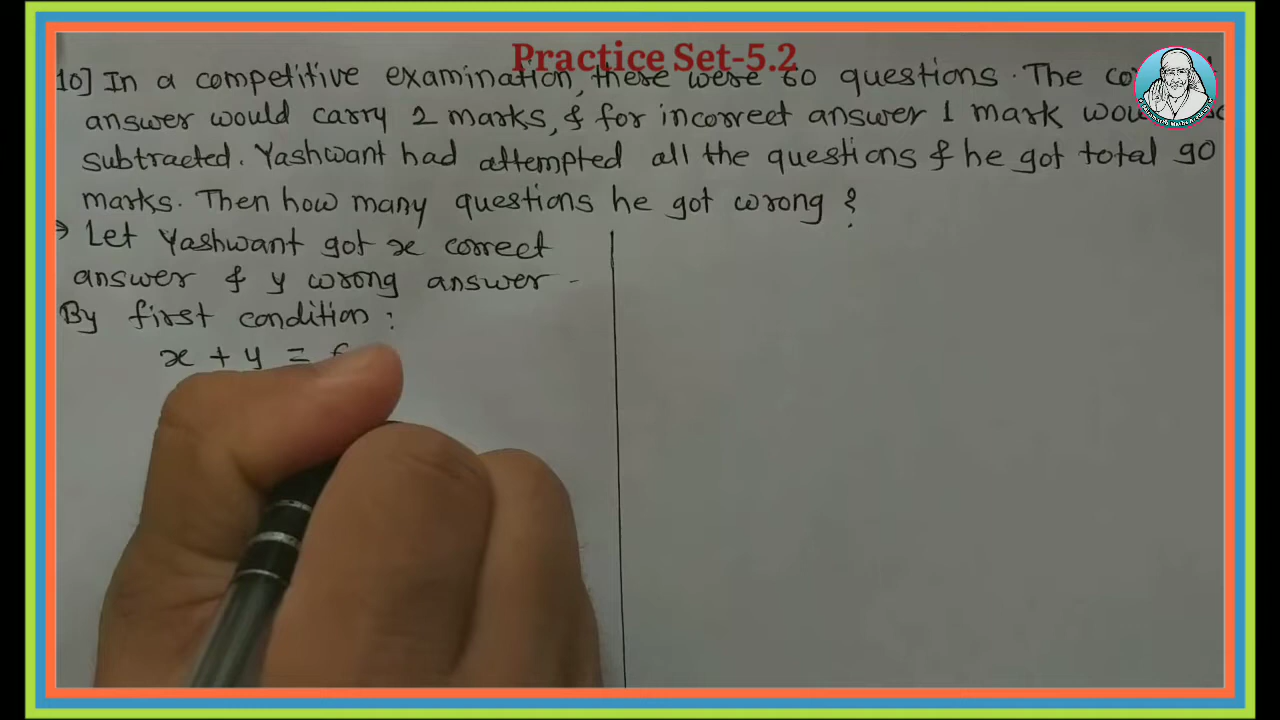 Practice Set-5.2
10] In a competitive examination, there were 60 questions. The
answer would carry 2 marks, & for incorrect answer 1 mark
subtracted. Yashwant had attempted all the questions & he got total 90
marks. Then how many questions he got wrong ?
→ Let Yashwant got x correct
answer & y wrong answer -
By first condition :
x + y =